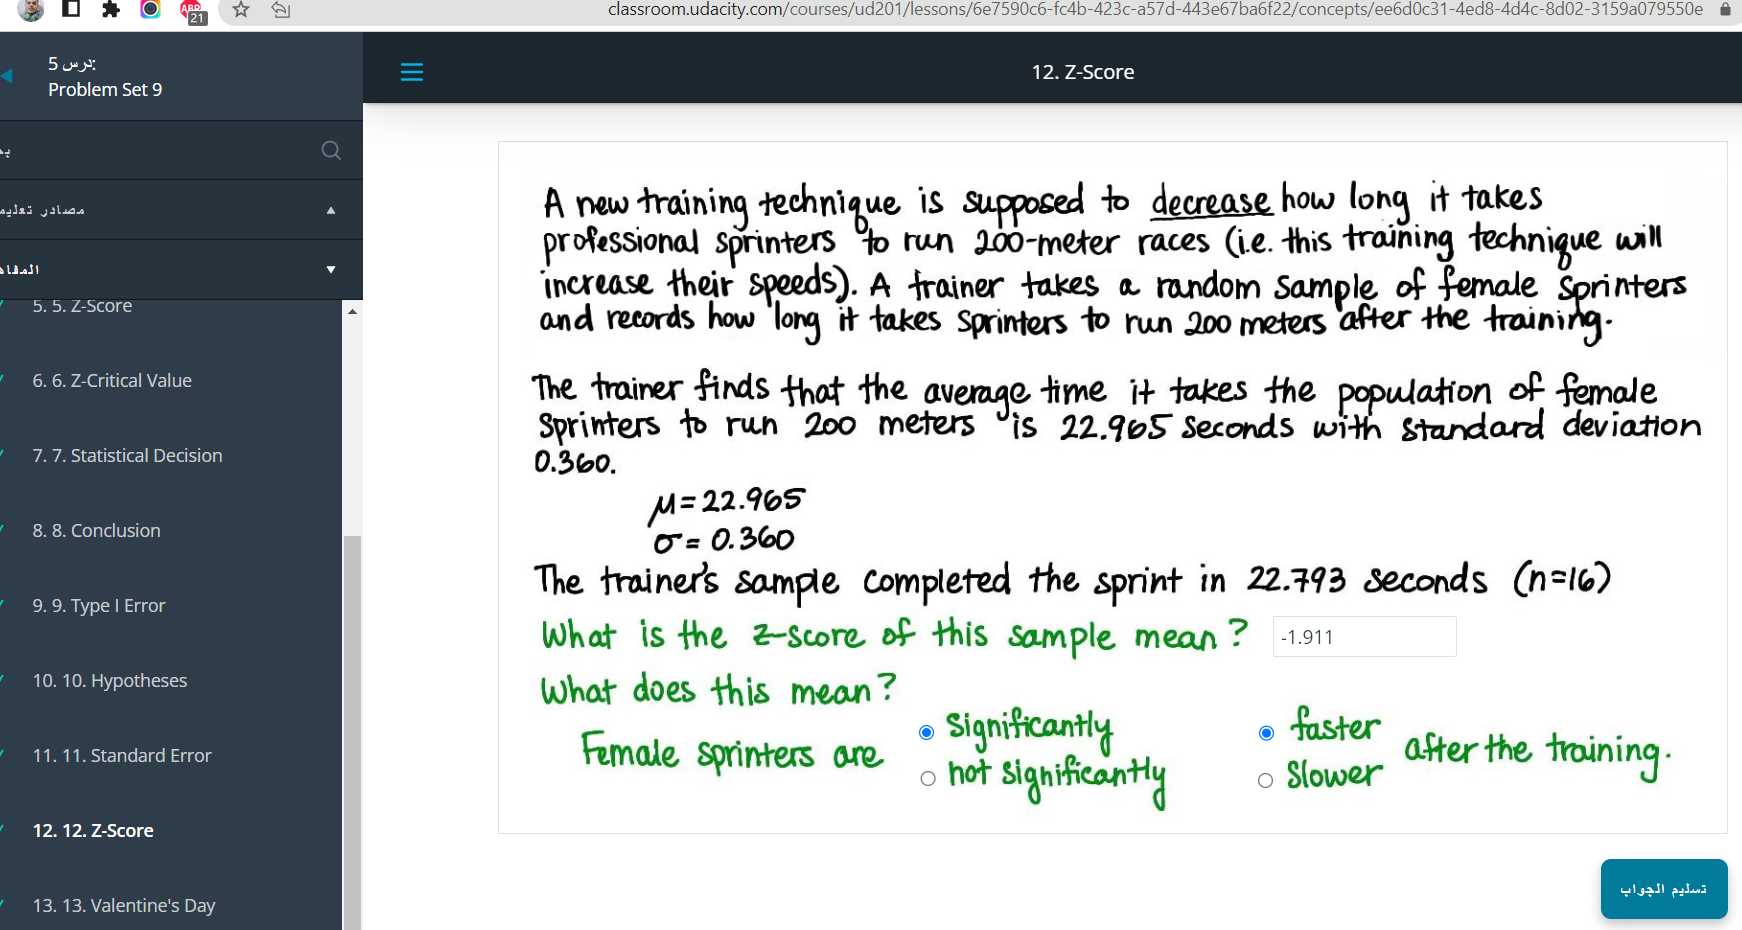 classroom.udacity.com/courses/ud201/lessons/6e7590c6-fc4b-423c-a57d-443e67ba6f22/concepts/ee6d0c31-4ed8-4d4c-8d02-3159a079550e
ABP
21
درس 5:
Problem Set 9
12. Z-Score
مصادر
5. 5. Z-Score
6. 6. Z-Critical Value
7. 7. Statistical Decision
8. 8. Conclusion
9. 9. Type I Error
10. 10. Hypotheses
11. 11. Standard Error
12. 12. Z-Score
13. 13. Valentine's Day
A new training technique is supposed to decrease how long it takes
professional sprinters to run 200-meter races (i.e. this training technique will
increase their speeds). A trainer takes a random sample of female sprinters
and records how long it takes sprinters to run 200 meters after the training.
The trainer finds that the average time it takes the population of female
sprinters to run 200 meters is 22.965 seconds with standard deviation
0.360.
μ=22.965
σ= 0.360
The trainer's sample completed the sprint in 22.793 seconds (n=16)
What is the z-score of this sample mean? -1.911
What does this mean?
Female sprinters are
significantly
not significantly
faster
slower
after the training.
تسليم الجواب